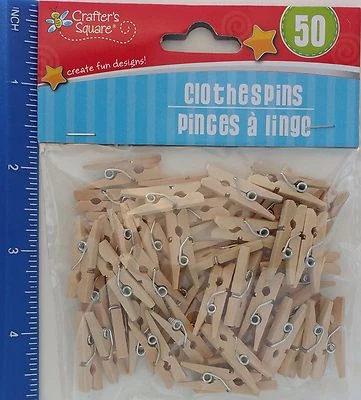 Crafter's
Square®
50
create fun designs!
Clothespins
Pinces à linge
INCH
1
2
3
4